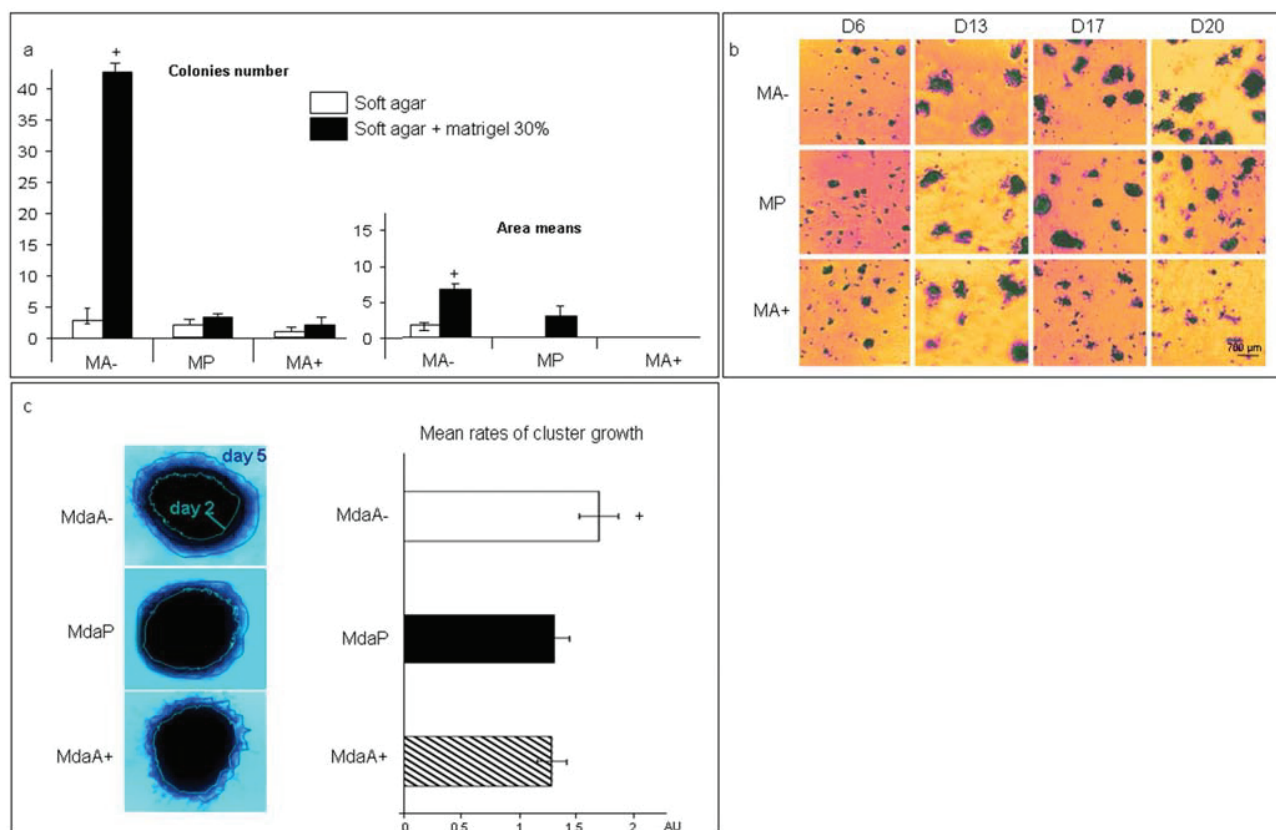 a
+
Colonies number
40
35
30
25
20
15
10
5
0
Soft agar
Soft agar + matrigel 30%
MA-
MP
MA+
Area means
15
10
5
0
+
MA-
MP
MA+
b
D6
D13
D17
D20
MA-
MP
MA+
700 µm
c
day 5
day 2
MdaA-
MdaP
MdaA+
Mean rates of cluster growth
MdaA-
+
MdaP
MdaA+
0
0.5
1
1.5
2
AU